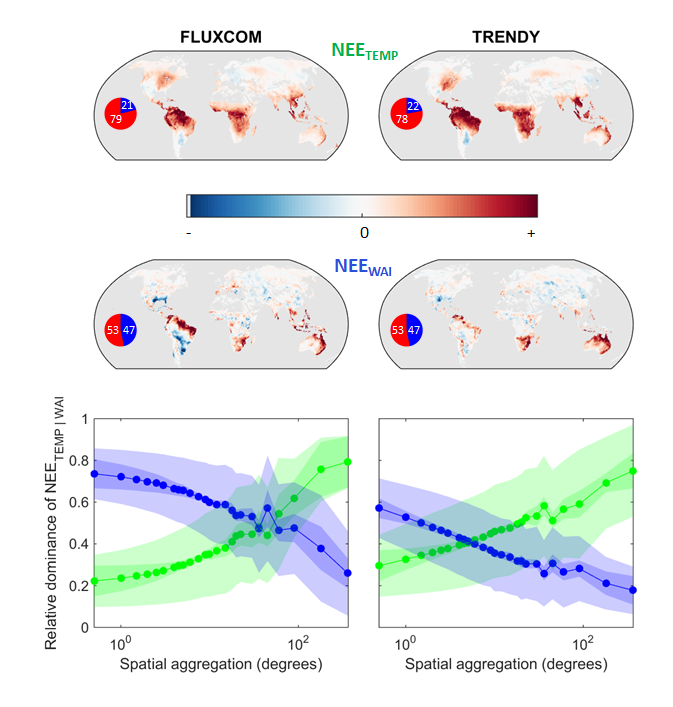 FLUXCOM TRENDY
NEE_TEMP
21 79
22 78
- 0 +
NEE_WAI
53 47
53 47
Relative dominance of NEE_TEMP | WAI
1
0.8
0.6
0.4
0.2
0
10^0 10^2
10^0 10^2
Spatial aggregation (degrees) Spatial aggregation (degrees)